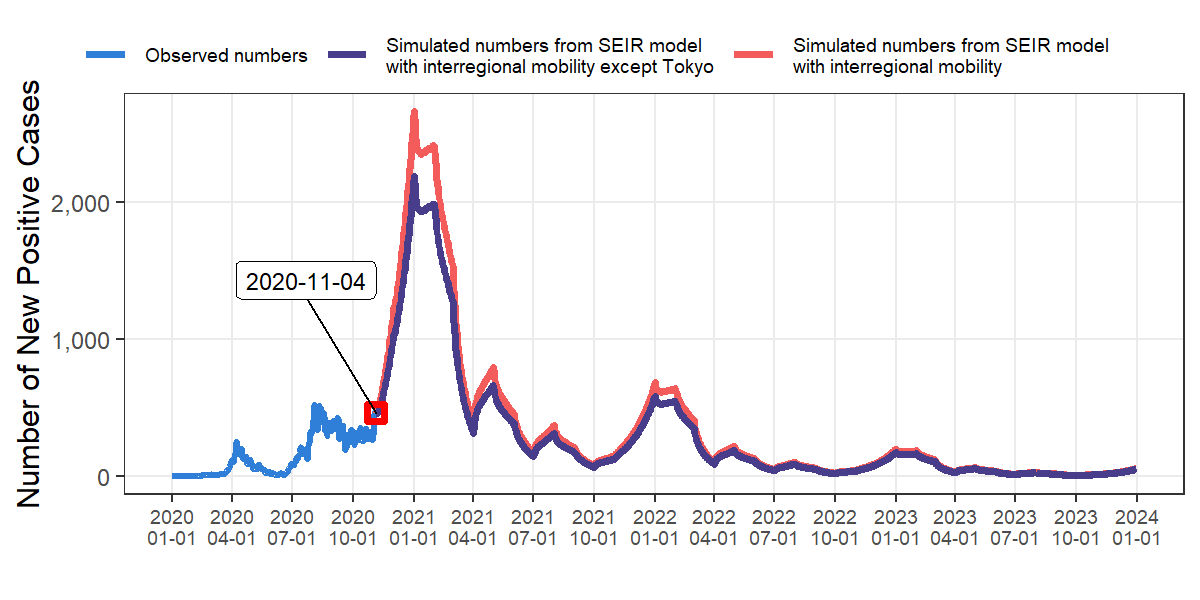 Observed numbers
Simulated numbers from SEIR model
with interregional mobility except Tokyo
Simulated numbers from SEIR model
with interregional mobility
Number of New Positive Cases
2,000
1,000
0
2020-11-04
2020 2020 2020 2020 2021 2021 2021 2021 2022 2022 2022 2022 2023 2023 2023 2023 2024
01-01 04-01 07-01 10-01 01-01 04-01 07-01 10-01 01-01 04-01 07-01 10-01 01-01 04-01 07-01 10-01 01-01